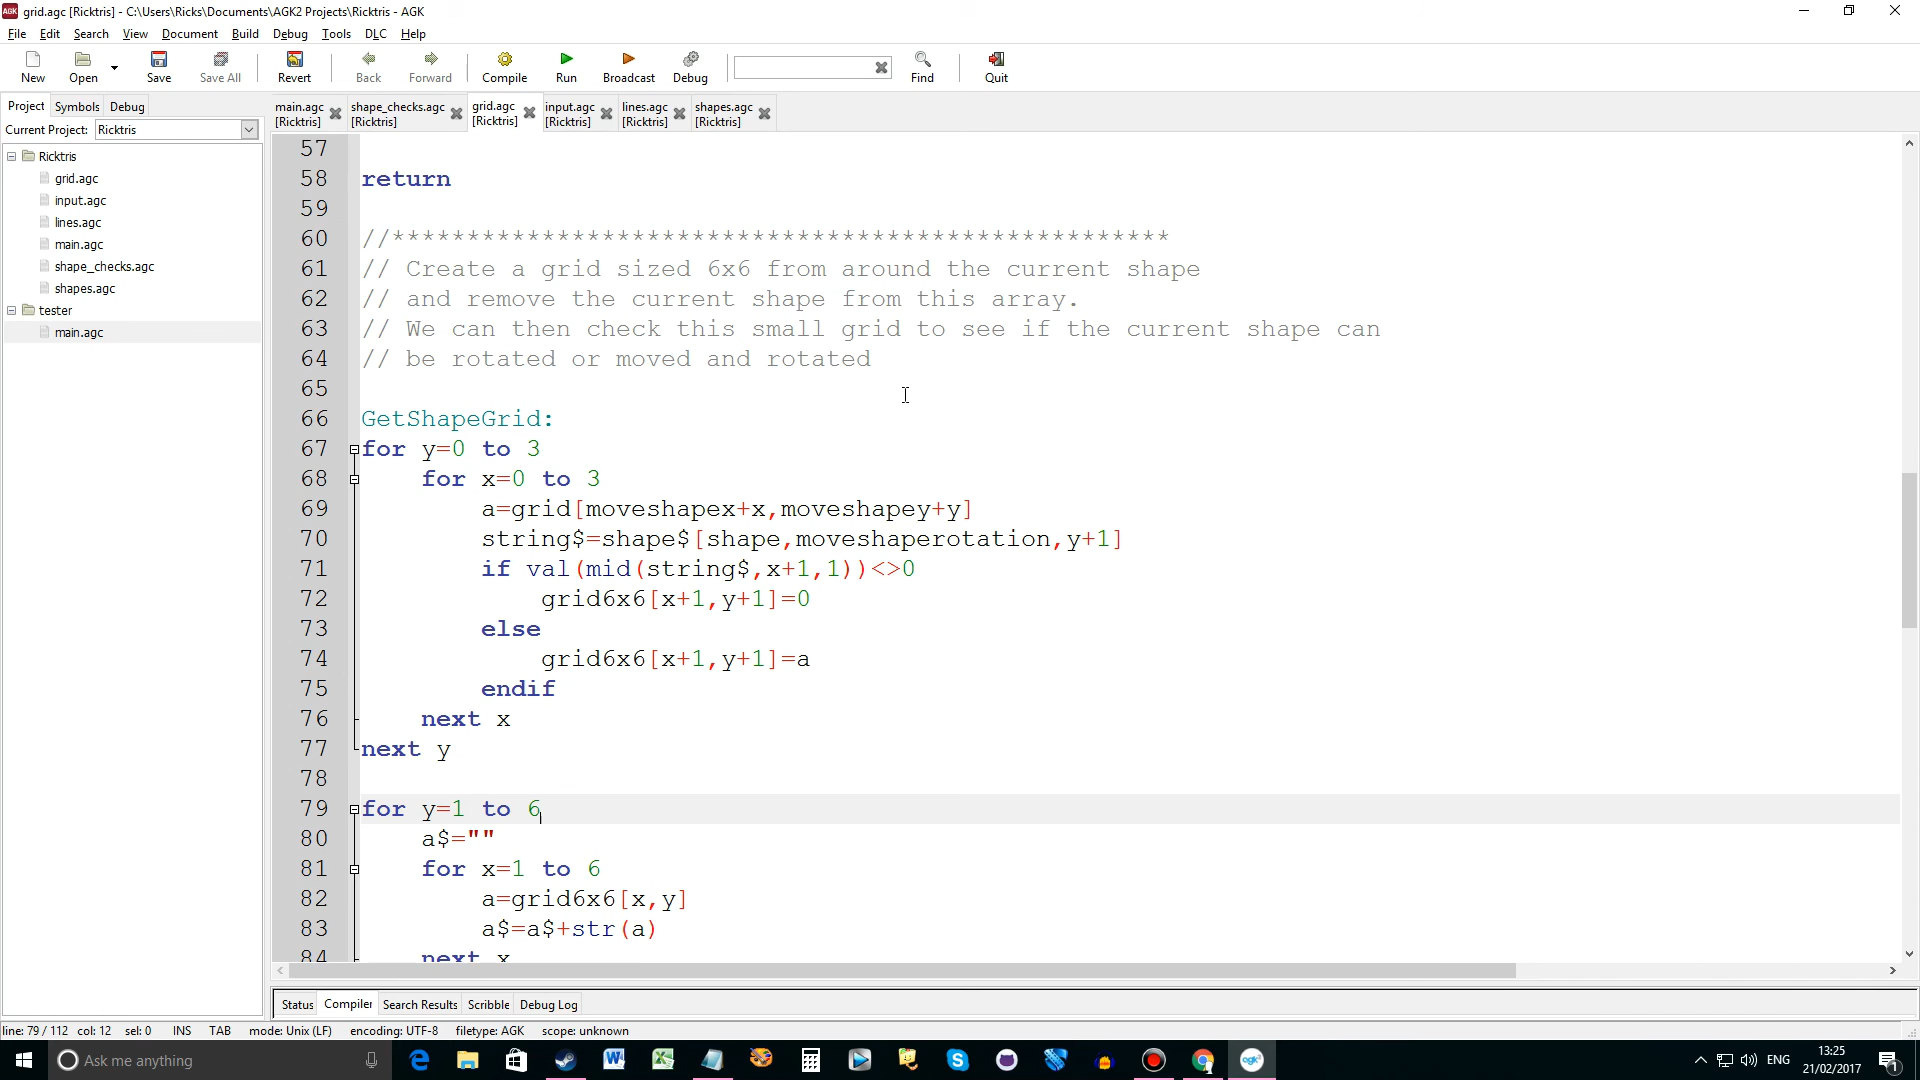 AGK grid.agc [Ricktris] - C:\Users\Ricks\Documents\AGK2 Projects\Ricktris - AGK
File Edit Search View Document Build Debug Tools DLC Help
New Open Save Save All Revert Back Forward Compile Run Broadcast Debug Find Quit
Project Symbols Debug
main.agc [Ricktris] shape_checks.agc [Ricktris] grid.agc [Ricktris] input.agc [Ricktris] lines.agc [Ricktris] shapes.agc [Ricktris]
Current Project: Ricktris
Ricktris
grid.agc
input.agc
lines.agc
main.agc
shape_checks.agc
shapes.agc
tester
main.agc
57
58 return
59
60 //****************************************************
61 // Create a grid sized 6x6 from around the current shape
62 // and remove the current shape from this array.
63 // We can then check this small grid to see if the current shape can
64 // be rotated or moved and rotated
65
66 GetShapeGrid:
67 for y=0 to 3
68 for x=0 to 3
69 a=grid[moveshapex+x,moveshapey+y]
70 string$=shape$[shape,moveshaperotation,y+1]
71 if val(mid(string$,x+1,1))<>0
72 grid6x6[x+1,y+1]=0
73 else
74 grid6x6[x+1,y+1]=a
75 endif
76 next x
77 next y
78
79 for y=1 to 6
80 a$=""
81 for x=1 to 6
82 a=grid6x6[x,y]
83 a$=a$+str(a)
84 next x
Status Compiler Search Results Scribble Debug Log
line: 79 / 112 col: 12 sel: 0 INS TAB mode: Unix (LF) encoding: UTF-8 filetype: AGK scope: unknown
Ask me anything
ENG
13:25
21/02/2017
1